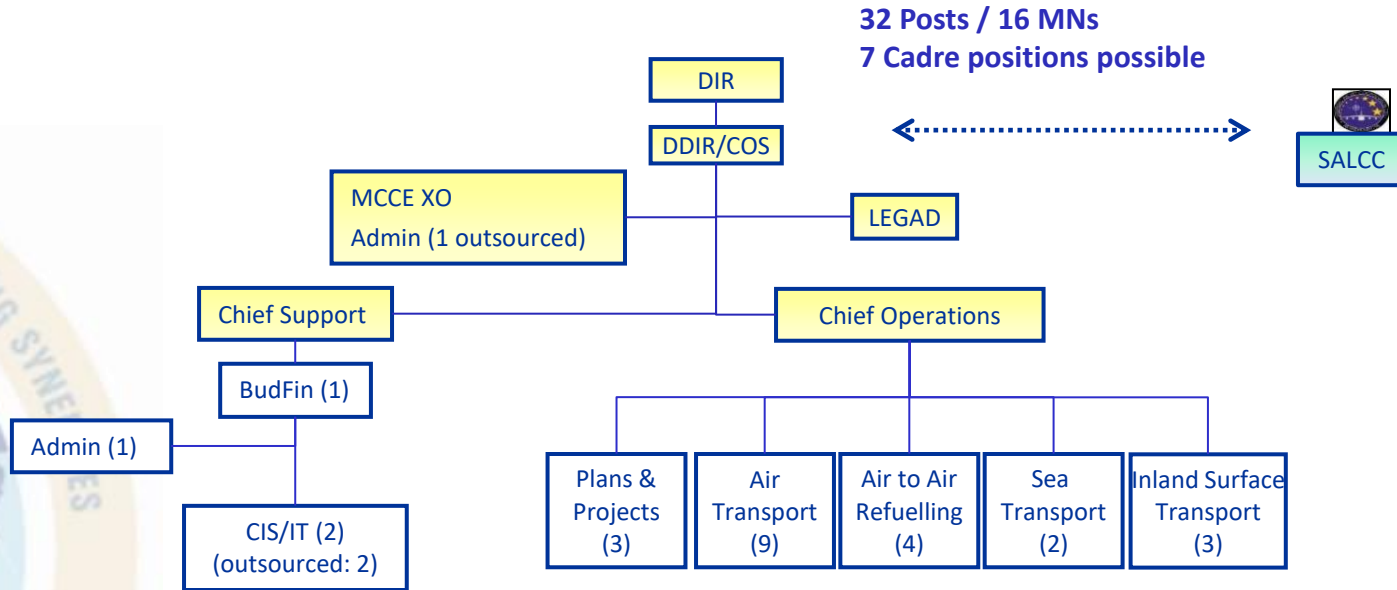 32 Posts / 16 MNs
7 Cadre positions possible
DIR
DDIR/COS
SALCC
MCCE XO
Admin (1 outsourced)
LEGAD
Chief Support
Chief Operations
BudFin (1)
Admin (1)
CIS/IT (2)
(outsourced: 2)
Plans &
Projects
(3)
Air
Transport
(9)
Air to Air
Refuelling
(4)
Sea
Transport
(2)
Inland Surface
Transport
(3)